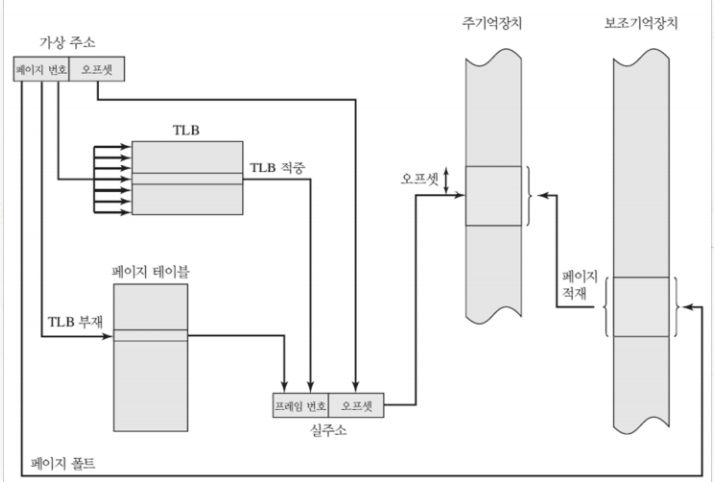 주기억장치
보조기억장치
가상 주소
페이지 번호
오프셋
TLB
TLB 적중
오프셋
페이지 테이블
페이지
적재
TLB 부재
프레임 번호
오프셋
실주소
페이지 폴트